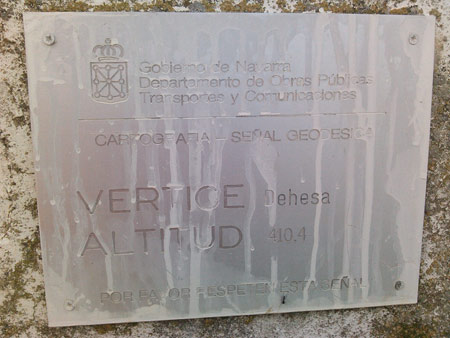 Gobierno de Navarra
Departamento de Obras Públicas
Transportes y Comunicaciones
CARTOGRAFIA - SEÑAL GEODESICA
VERTICE Dehesa
ALTITUD 410,4
POR FAVOR RESPETEN ESTA SEÑAL